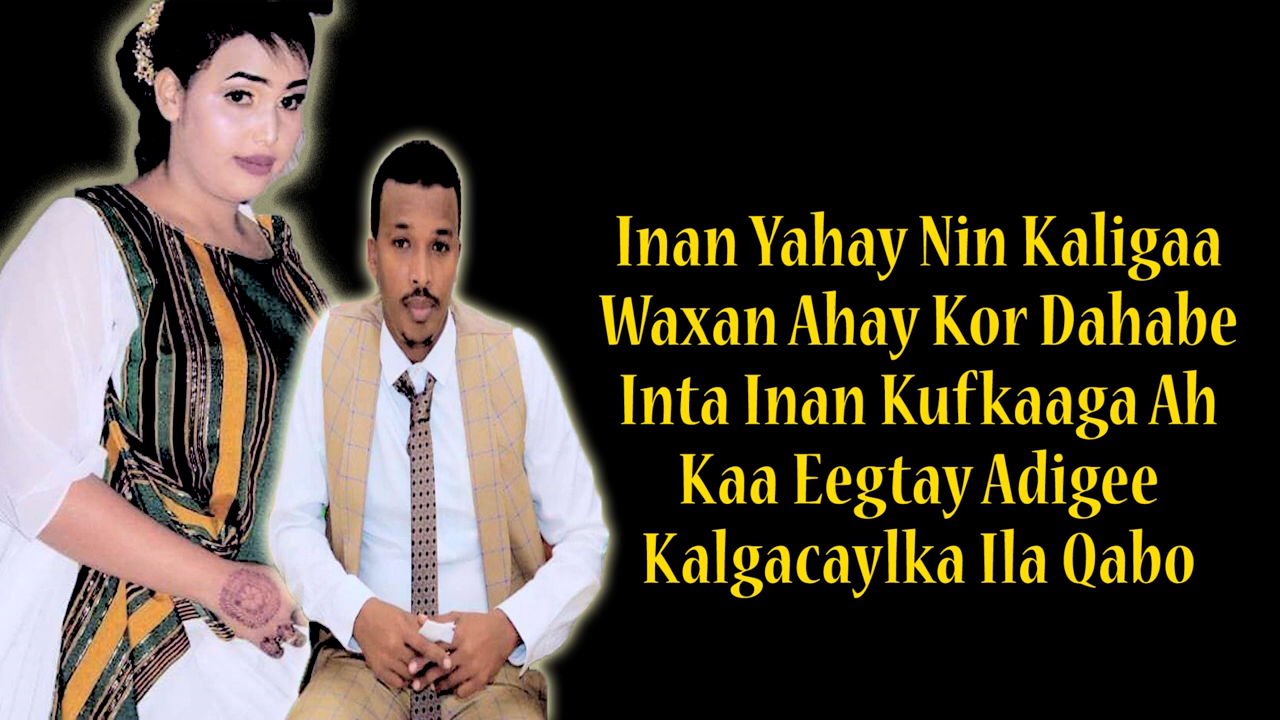 Inan Yahay Nin Kaligaa
Waxan Ahay Kor Dahabe
Inta Inan Kufkaaga Ah
Kaa Eegtay Adigee
Kalgacaylka Ila Qabo